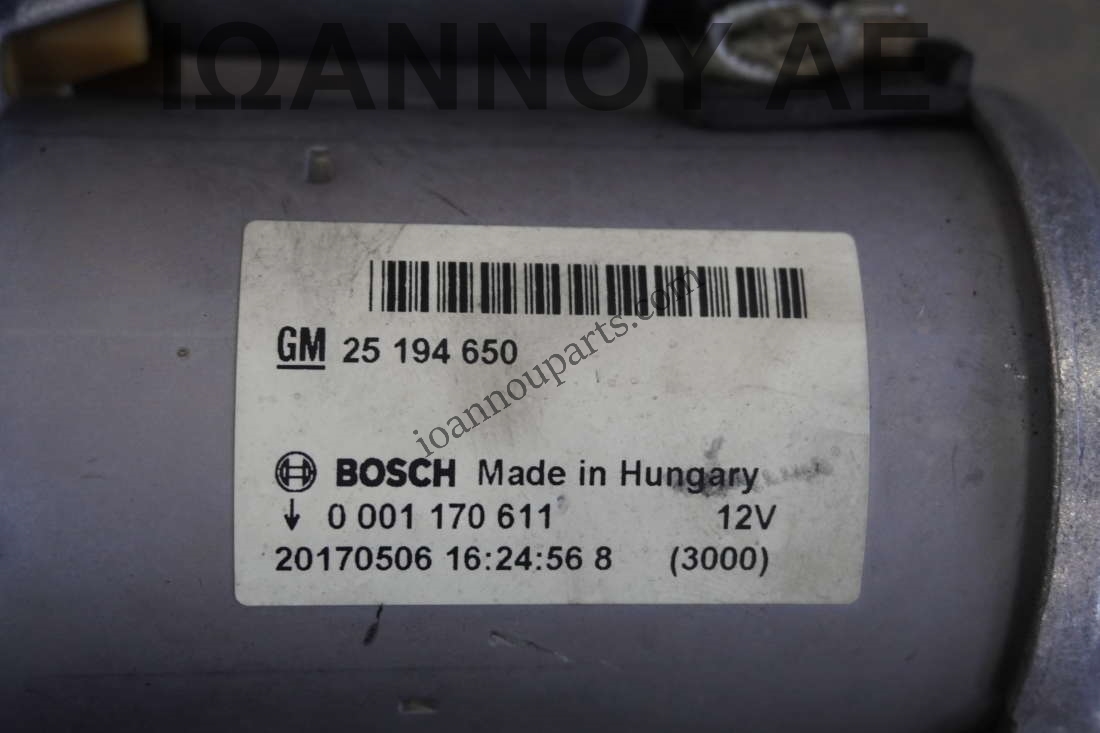 ΙΩΑΝΝΟΥ ΑΕ
GM 25 194 650
ioannouparts.com
BOSCH Made in Hungary
↓ 0 001 170 611 12V
20170506 16:24:56 8 (3000)